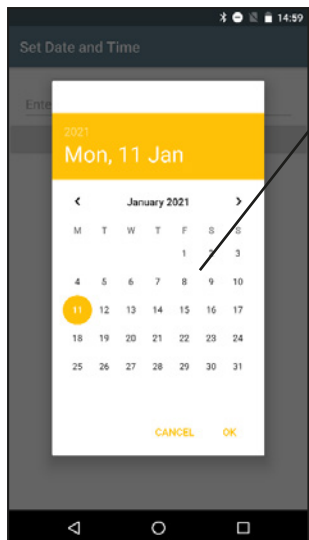 14:59
Set Date and Time
Ente
2021
Mon, 11 Jan
January 2021
M T W T F S S
1 2 3
4 5 6 7 8 9 10
11 12 13 14 15 16 17
18 19 20 21 22 23 24
25 26 27 28 29 30 31
CANCEL OK